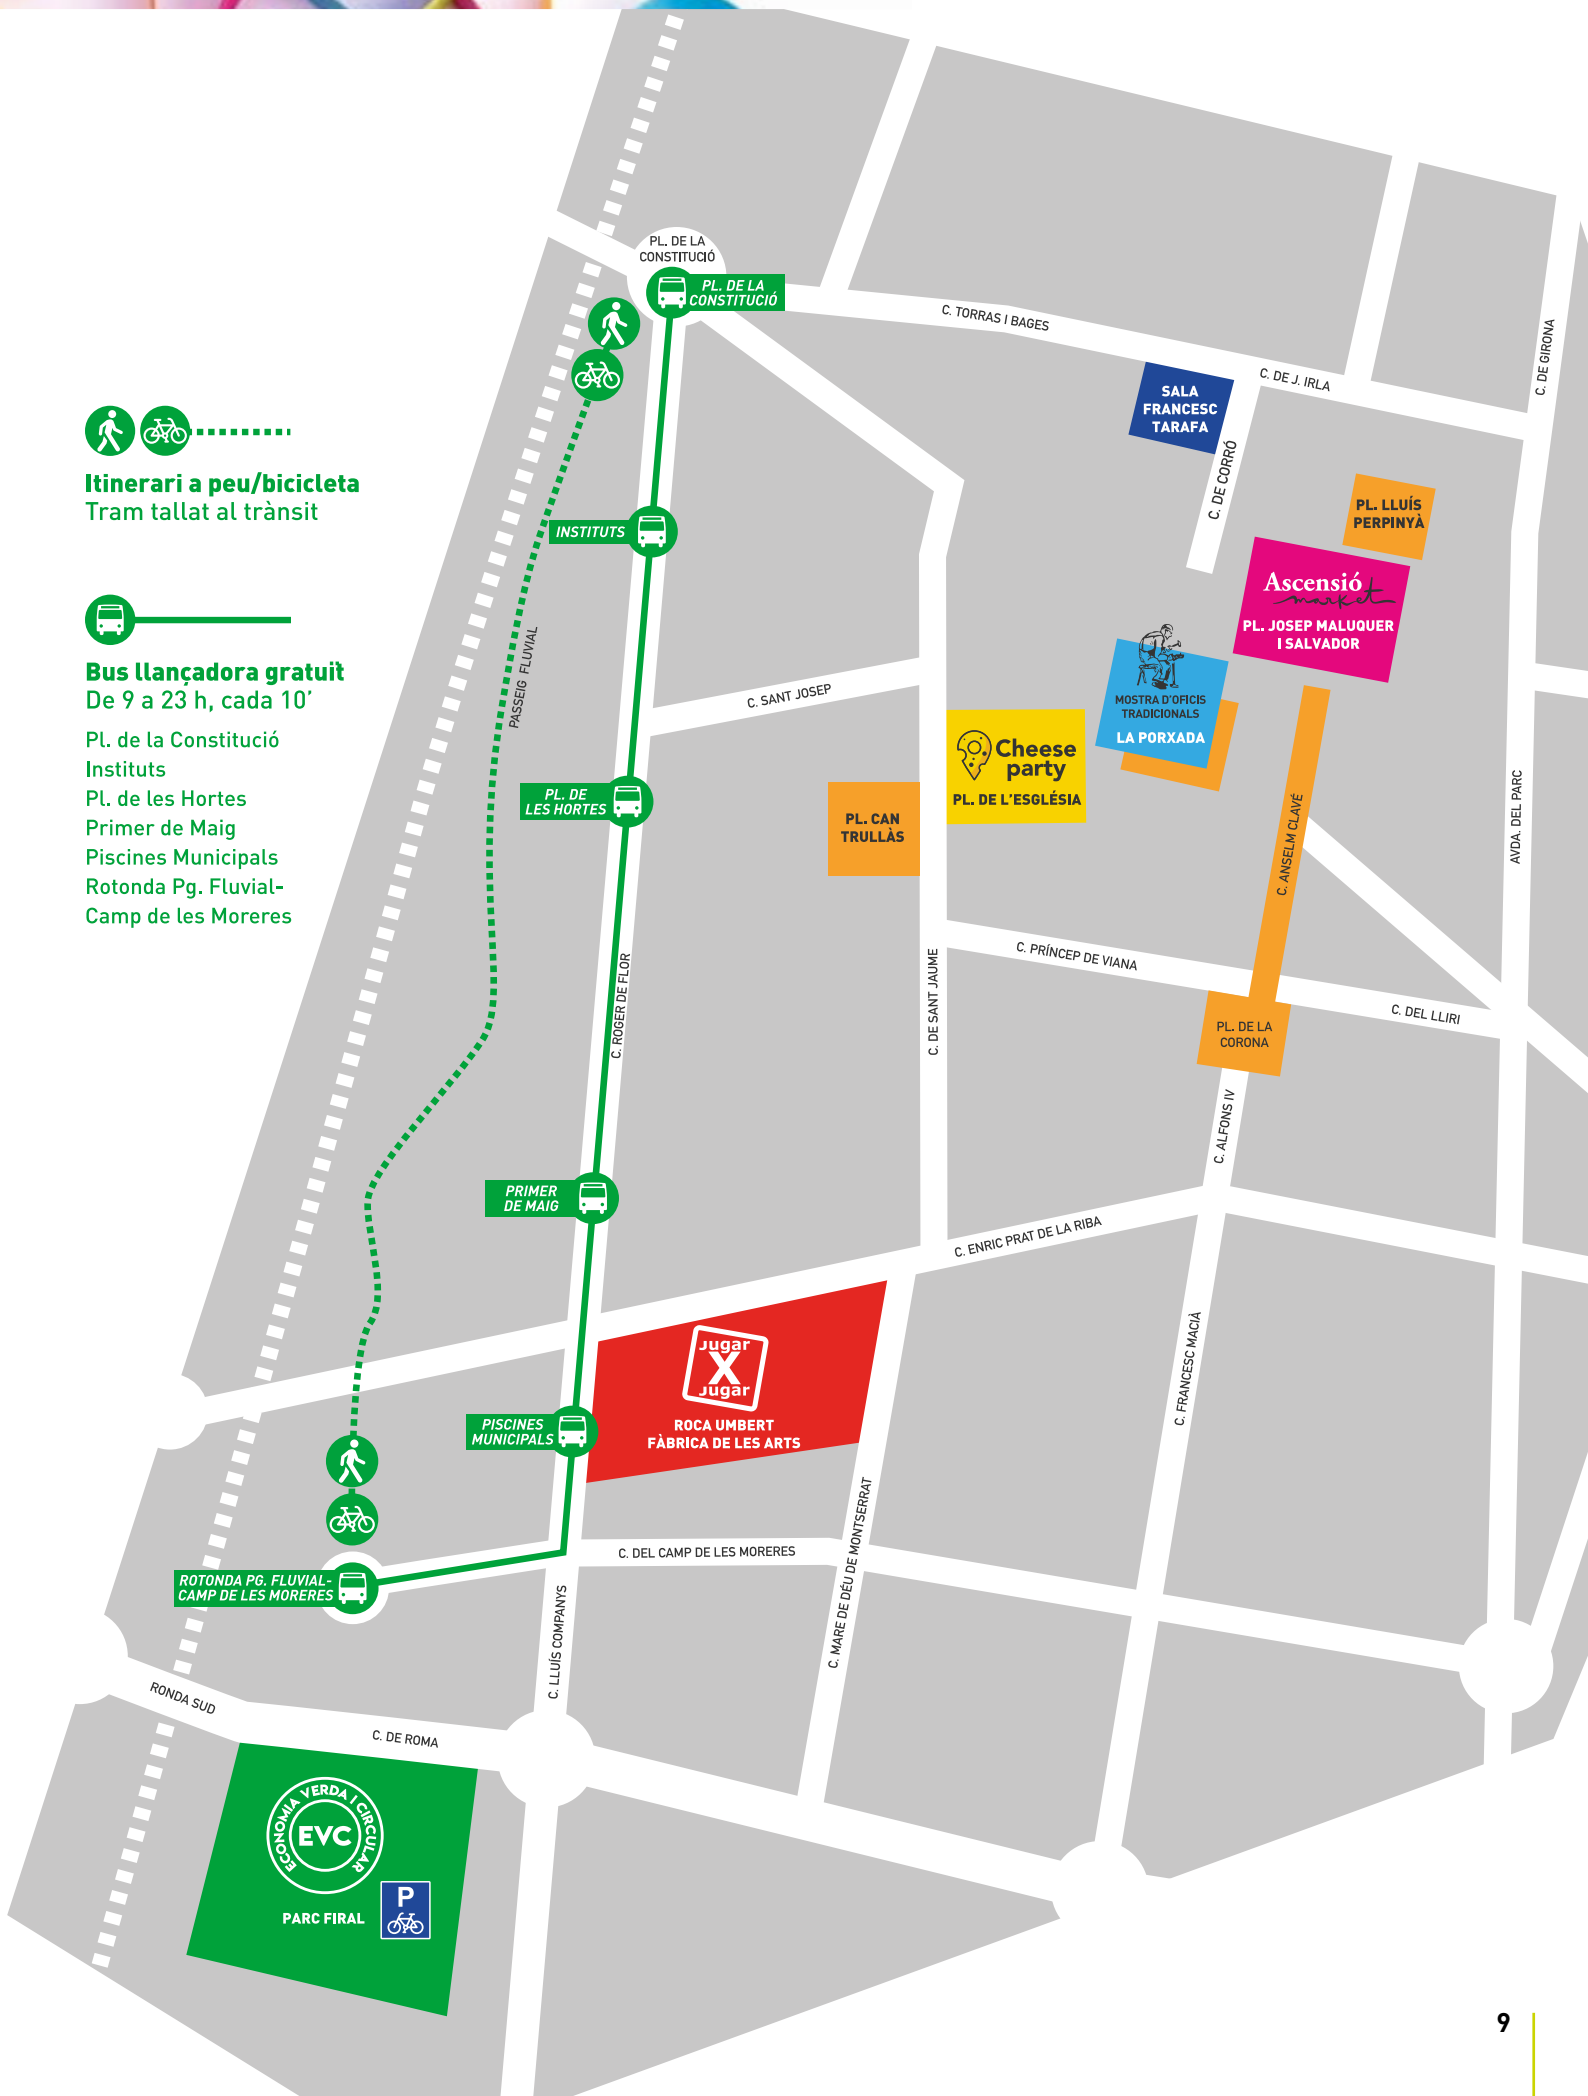 PL. DE LA
CONSTITUCIÓ
PL. DE LA
CONSTITUCIÓ
C. TORRAS I BAGES
C. DE J. IRLA
C. DE GIRONA
SALA
FRANCESC
TARAFA
C. DE CORRÓ
Itinerari a peu/bicicleta
Tram tallat al trànsit
PL. LLUÍS
PERPINYÀ
INSTITUTS
Ascensió
market
PL. JOSEP MALUQUER
I SALVADOR
Bus llançadora gratuït
De 9 a 23 h, cada 10’
Pl. de la Constitució
Instituts
Pl. de les Hortes
Primer de Maig
Piscines Municipals
Rotonda Pg. Fluvial-
Camp de les Moreres
PASSEIG FLUVIAL
C. SANT JOSEP
MOSTRA D'OFICIS
TRADICIONALS
LA PORXADA
Cheese
party
PL. DE L'ESGLÉSIA
PL. DE
LES HORTES
PL. CAN
TRULLÀS
C. ANSELM CLAVÉ
AVDA. DEL PARC
C. PRÍNCEP DE VIANA
C. DEL LLIRI
C. ROGER DE FLOR
C. DE SANT JAUME
PL. DE LA
CORONA
C. ALFONS IV
PRIMER
DE MAIG
C. ENRIC PRAT DE LA RIBA
Jugar
X
Jugar
ROCA UMBERT
FÀBRICA DE LES ARTS
C. FRANCESC MACIÀ
PISCINES
MUNICIPALS
C. MARE DE DÉU DE MONTSERRAT
C. DEL CAMP DE LES MORERES
ROTONDA PG. FLUVIAL-
CAMP DE LES MORERES
C. LLUÍS COMPANYS
RONDA SUD
C. DE ROMA
ECONOMIA VERDA I CIRCULAR
EVC
PARC FIRAL
P
9